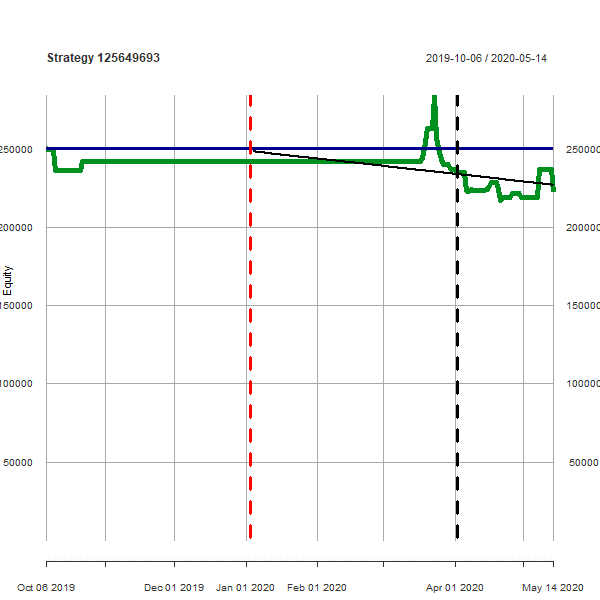 Strategy 125649693
2019-10-06 / 2020-05-14
250000
250000
200000
200000
Equity
150000
150000
100000
100000
50000
50000
Oct 06 2019
Dec 01 2019
Jan 01 2020
Feb 01 2020
Apr 01 2020
May 14 2020